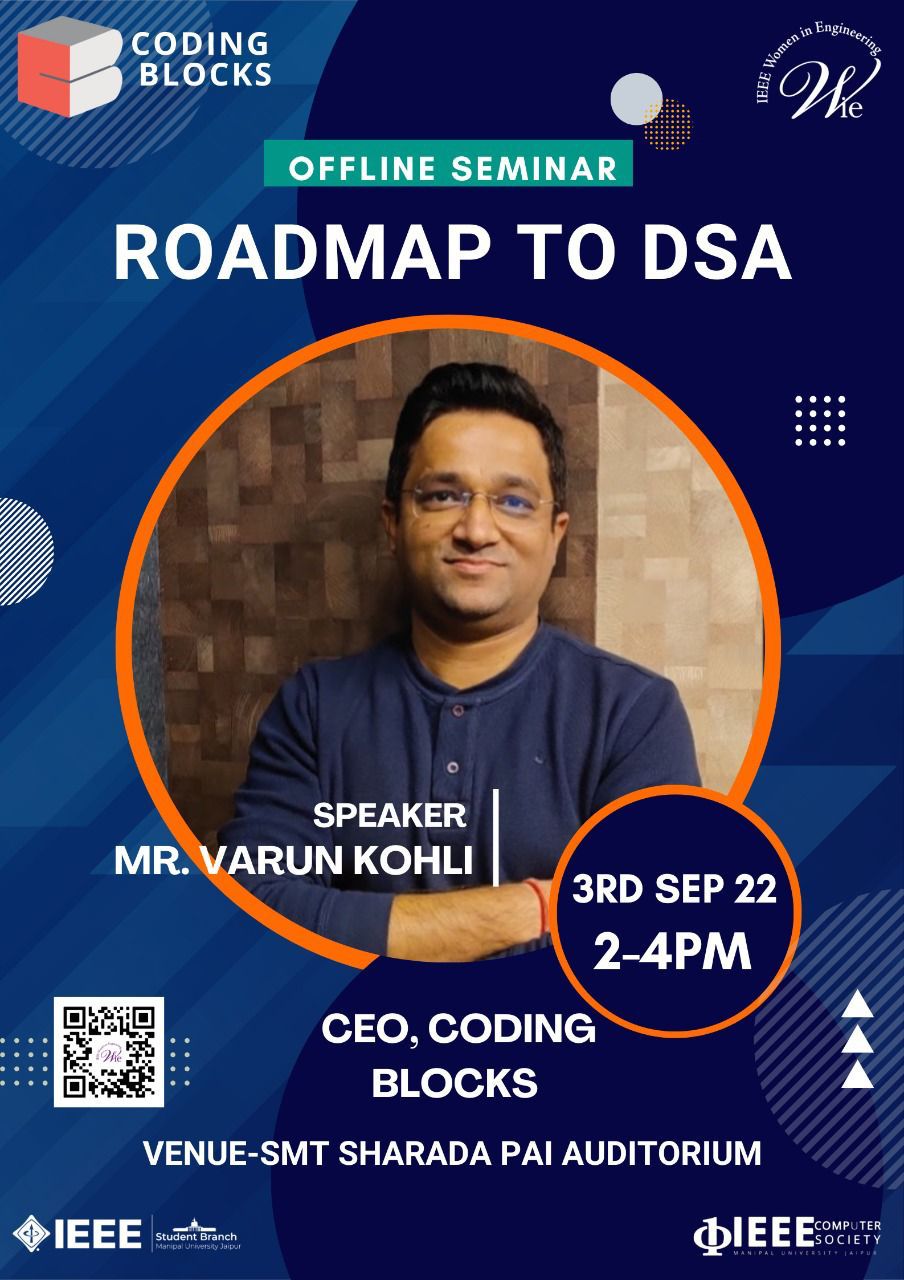 CODING
BLOCKS
IEEE Women in Engineering
Wie
OFFLINE SEMINAR
ROADMAP TO DSA
SPEAKER
MR. VARUN KOHLI
3RD SEP 22
2-4PM
CEO, CODING
BLOCKS
Wie
VENUE-SMT SHARADA PAI AUDITORIUM
IEEE
Student Branch
Manipal University Jaipur
IEEE COMPUTER
SOCIETY
MANIPAL UNIVERSITY JAIPUR